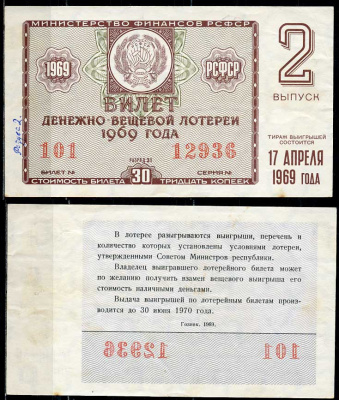 МИНИСТЕРСТВО ФИНАНСОВ РСФСР
1969 РСФСР
БИЛЕТ
ДЕНЕЖНО-ВЕЩЕВОЙ ЛОТЕРЕИ
1969 ГОДА
101 12936
БИЛЕТ № РАЗРЯД 36 СЕРИЯ №
СТОИМОСТЬ БИЛЕТА 30 ТРИДЦАТЬ КОПЕЕК
2
ВЫПУСК
ТИРАЖ ВЫИГРЫШЕЙ
СОСТОИТСЯ
17 АПРЕЛЯ
1969 ГОДА
В лотерее разыгрываются выигрыши, перечень и
количество которых установлены условиями лотереи,
утвержденными Советом Министров республики.
Владелец выигравшего лотерейного билета может
по желанию получить взамен вещевого выигрыша его
стоимость наличными деньгами.
Выдача выигрышей по лотерейным билетам произ-
водится до 30 июня 1970 года.
Гознак. 1969.
12936 101